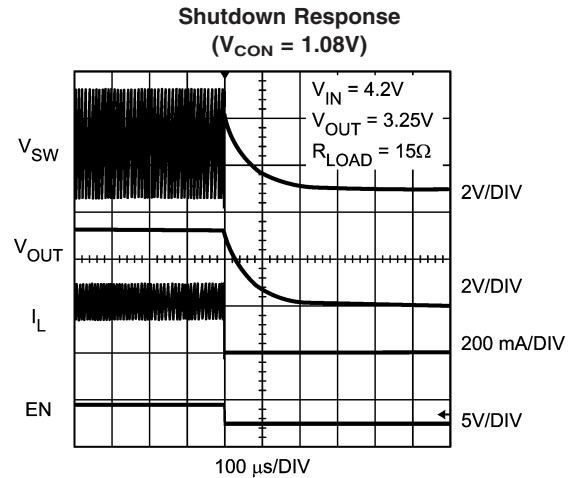 Shutdown Response
(VCON = 1.08V)
VIN = 4.2V
VOUT = 3.25V
RLOAD = 15Ω
VSW
2V/DIV
VOUT
2V/DIV
IL
200 mA/DIV
EN
5V/DIV
100 µs/DIV